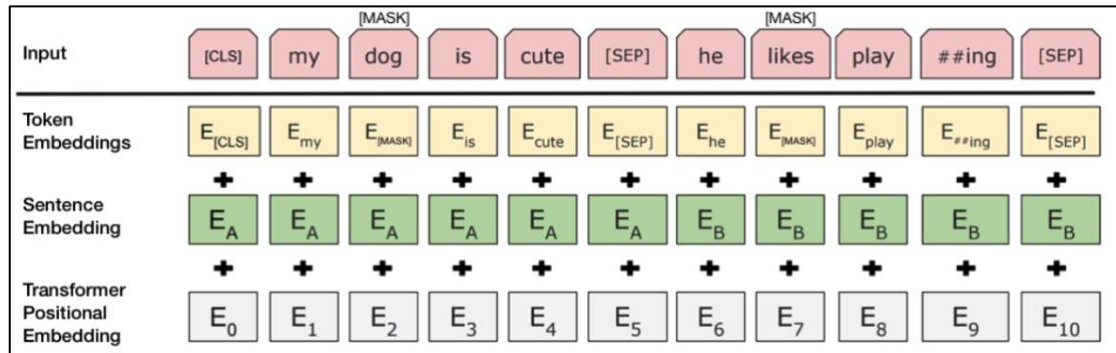 [MASK] [MASK]
Input [CLS] my dog is cute [SEP] he likes play ##ing [SEP]
Token
Embeddings E[CLS] Emy E[MASK] Eis Ecute E[SEP] Ehe E[MASK] Eplay E##ing E[SEP]
+ + + + + + + + + + +
Sentence
Embedding EA EA EA EA EA EA EB EB EB EB EB
+ + + + + + + + + + +
Transformer
Positional
Embedding E0 E1 E2 E3 E4 E5 E6 E7 E8 E9 E10